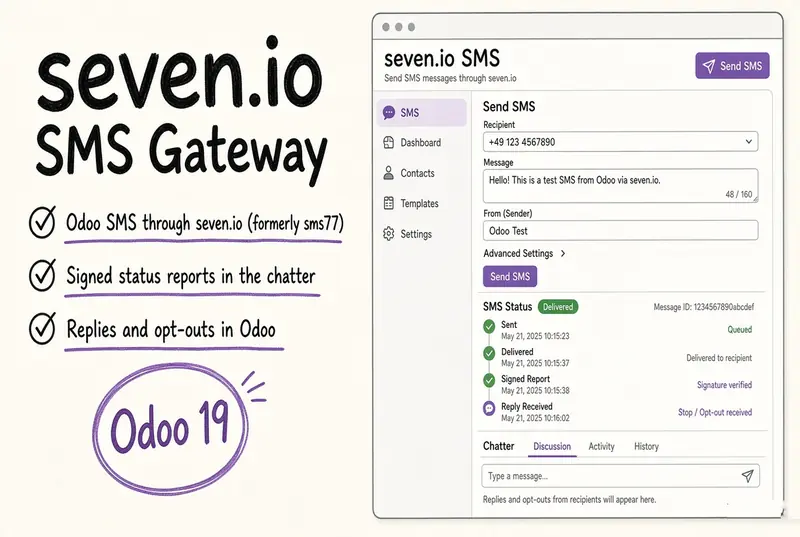 seven.io
SMS Gateway
Odoo SMS through seven.io (formerly sms77)
Signed status reports in the chatter
Replies and opt-outs in Odoo
Odoo 19
seven.io SMS
Send SMS messages through seven.io
Send SMS
SMS
Dashboard
Contacts
Templates
Settings
Send SMS
Recipient
+49 123 4567890
Message
Hello! This is a test SMS from Odoo via seven.io.
48 / 160
From (Sender)
Odoo Test
Advanced Settings
Send SMS
SMS Status Delivered Message ID: 1234567890abcdef
Sent
May 21, 2025 10:15:23
Queued
Delivered
May 21, 2025 10:15:37
Delivered to recipient
Signed Report
May 21, 2025 10:15:38
Signature verified
Reply Received
May 21, 2025 10:16:02
Stop / Opt-out received
Chatter Discussion Activity History
Type a message...
Replies and opt-outs from recipients will appear here.